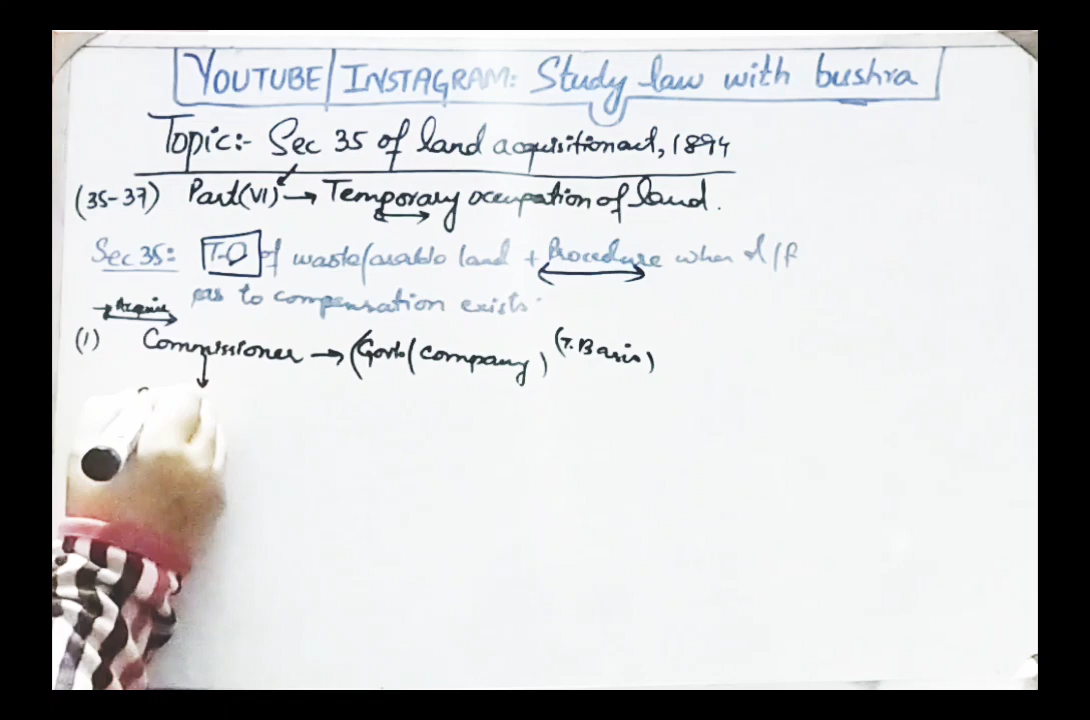 YOUTUBE/INSTAGRAM: Study law with bushra
Topic:- Sec 35 of land acquisition act, 1894
(35-37) Part(VI) → Temporary occupation of land.
Sec 35: T-O of waste/arable land + Procedure when d/f
as to compensation exists.
→ Acquire
(1) Commissioner → (Govt/company) (T. Basis)